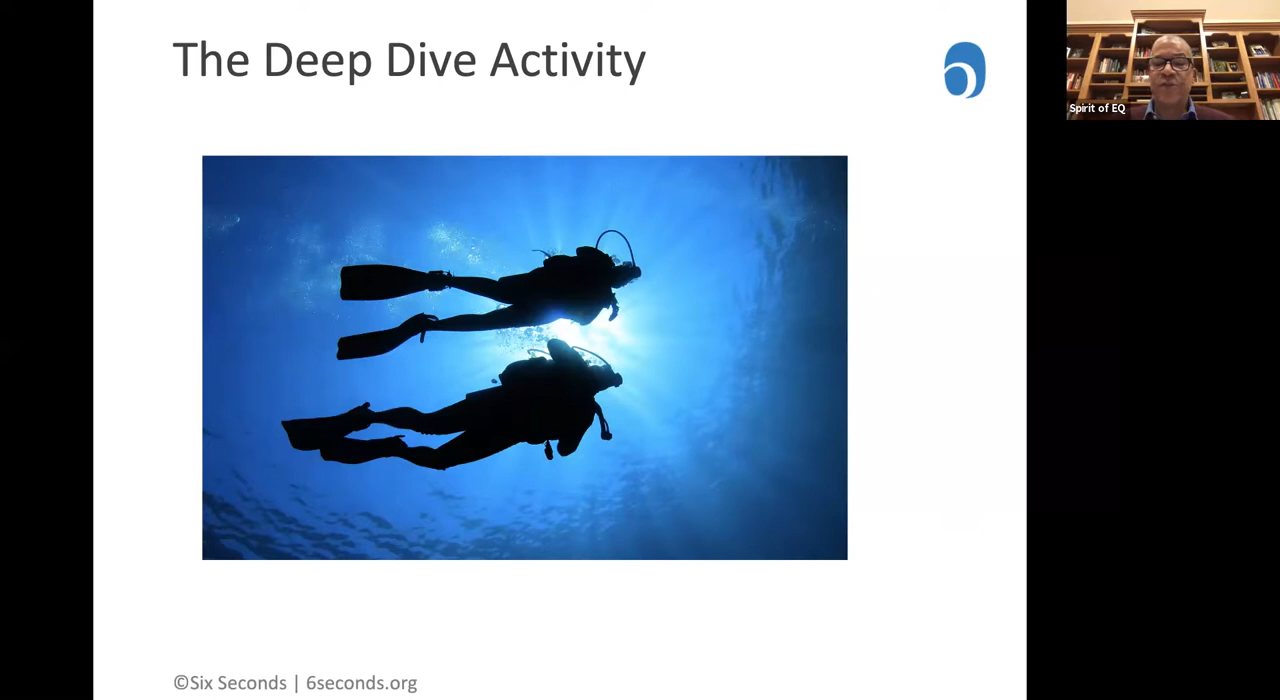 The Deep Dive Activity
Spirit of EQ
©Six Seconds | 6seconds.org